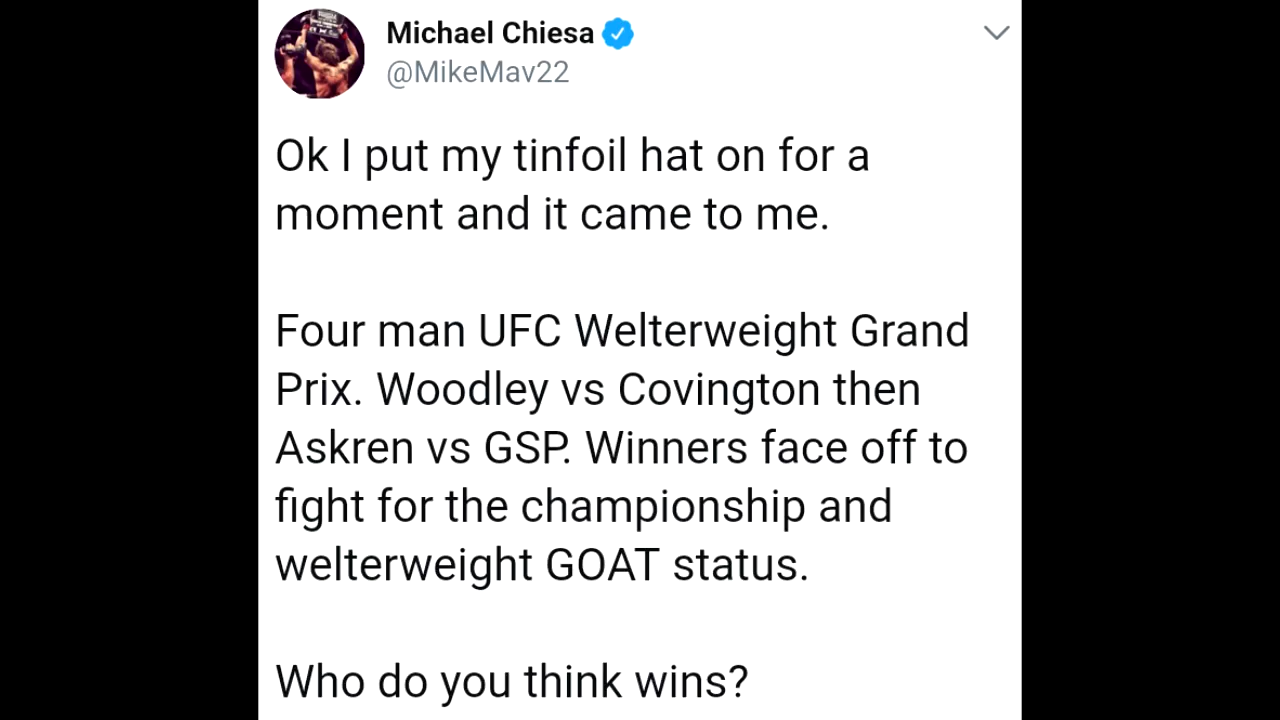 Michael Chiesa
@MikeMav22
Ok I put my tinfoil hat on for a
moment and it came to me.
Four man UFC Welterweight Grand
Prix. Woodley vs Covington then
Askren vs GSP. Winners face off to
fight for the championship and
welterweight GOAT status.
Who do you think wins?